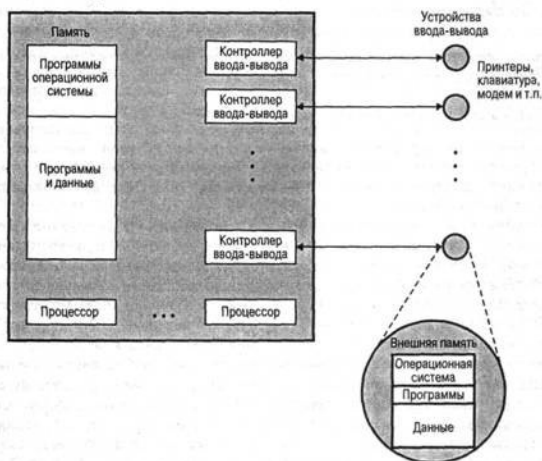 Память
Программы
операционной
системы
Программы
и данные
Контроллер
ввода-вывода
Контроллер
ввода-вывода
Контроллер
ввода-вывода
Процессор
Процессор
Устройства
ввода-вывода
Принтеры,
клавиатура,
модем и т.п.
Внешняя память
Операционная
система
Программы
Данные